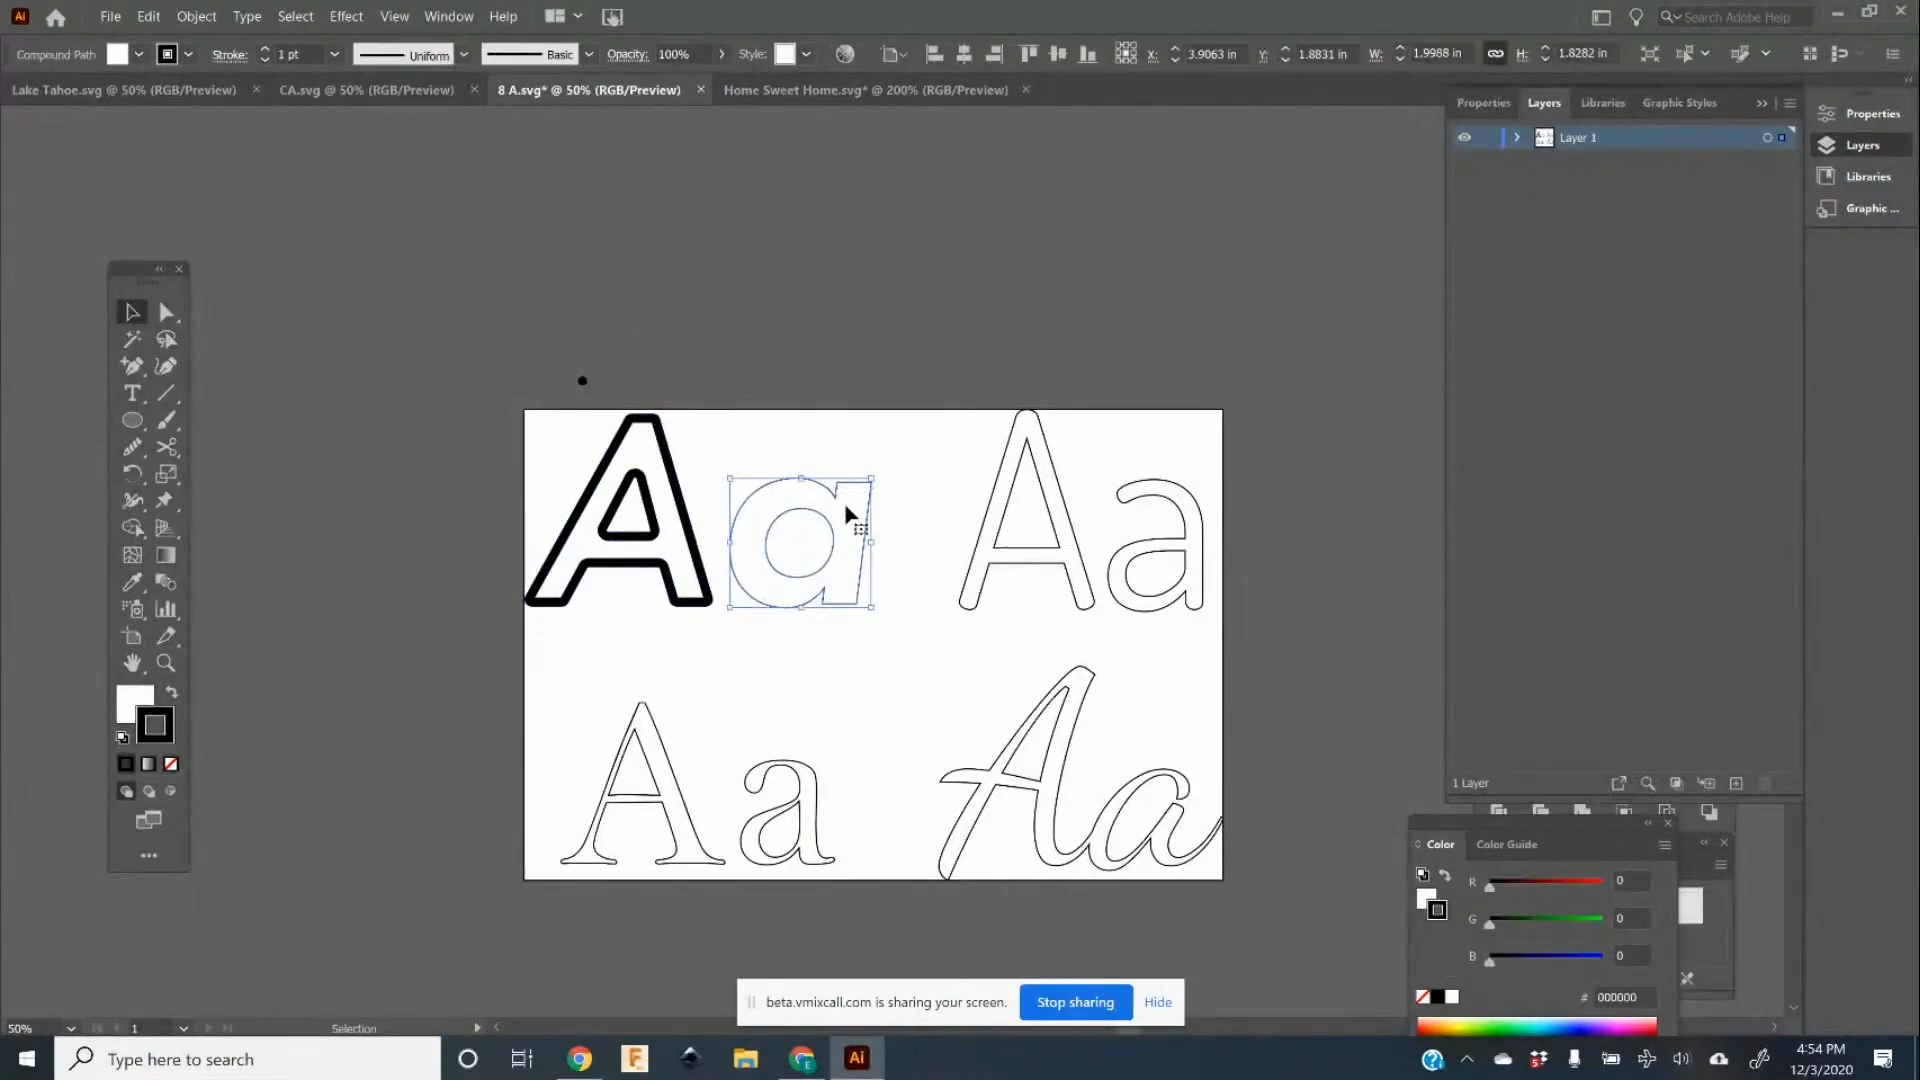 Ai File Edit Object Type Select Effect View Window Help Search Adobe Help
Compound Path Stroke: 1 pt Uniform Basic Opacity: 100% Style: X: 3.9063 in Y: 1.8831 in W: 1.9988 in H: 1.8282 in
Lake Tahoe.svg @ 50% (RGB/Preview) × CA.svg @ 50% (RGB/Preview) × 8 A.svg* @ 50% (RGB/Preview) × Home Sweet Home.svg* @ 200% (RGB/Preview) ×
Properties Layers Libraries Graphic Styles
Layer 1
Properties
Layers
Libraries
Graphic ...
Aa Aa
Aa Aa
1 Layer
Color Color Guide
R 0
G 0
B 0
# 000000
beta.vmixcall.com is sharing your screen. Stop sharing Hide
50% 1 Selection
Type here to search
Ai
4:54 PM
12/3/2020